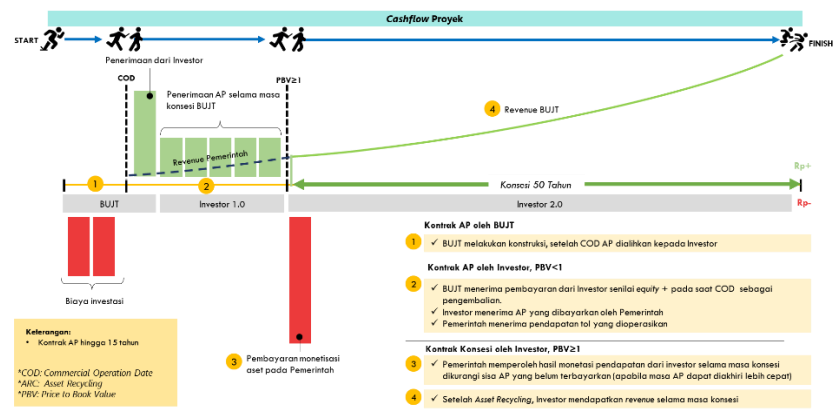 Cashflow Proyek
START
FINISH
Penerimaan dari Investor
COD
PBV≥1
Penerimaan AP selama masa
konsesi BUJT
4 Revenue BUJT
Revenue Pemerintah
Rp+
1
2
Konsesi 50 Tahun
BUJT
Investor 1.0
Investor 2.0
Rp-
Biaya investasi
3 Pembayaran monetisasi
aset pada Pemerintah
Keterangan:
• Kontrak AP hingga 15 tahun
*COD: Commercial Operation Date
*ARC: Asset Recycling
*PBV: Price to Book Value
Kontrak AP oleh BUJT
1 ✓ BUJT melakukan konstruksi, setelah COD AP dialihkan kepada Investor
Kontrak AP oleh Investor, PBV<1
2 ✓ BUJT menerima pembayaran dari Investor senilai equity + pada saat COD sebagai
pengembalian.
✓ Investor menerima AP yang dibayarkan oleh Pemerintah
✓ Pemerintah menerima pendapatan tol yang dioperasikan
Kontrak Konsesi oleh Investor, PBV≥1
3 ✓ Pemerintah memperoleh hasil monetasi pendapatan dari investor selama masa konsesi
dikurangi sisa AP yang belum terbayarkan (apabila masa AP dapat diakhiri lebih cepat)
4 ✓ Setelah Asset Recycling, Investor mendapatkan revenue selama masa konsesi